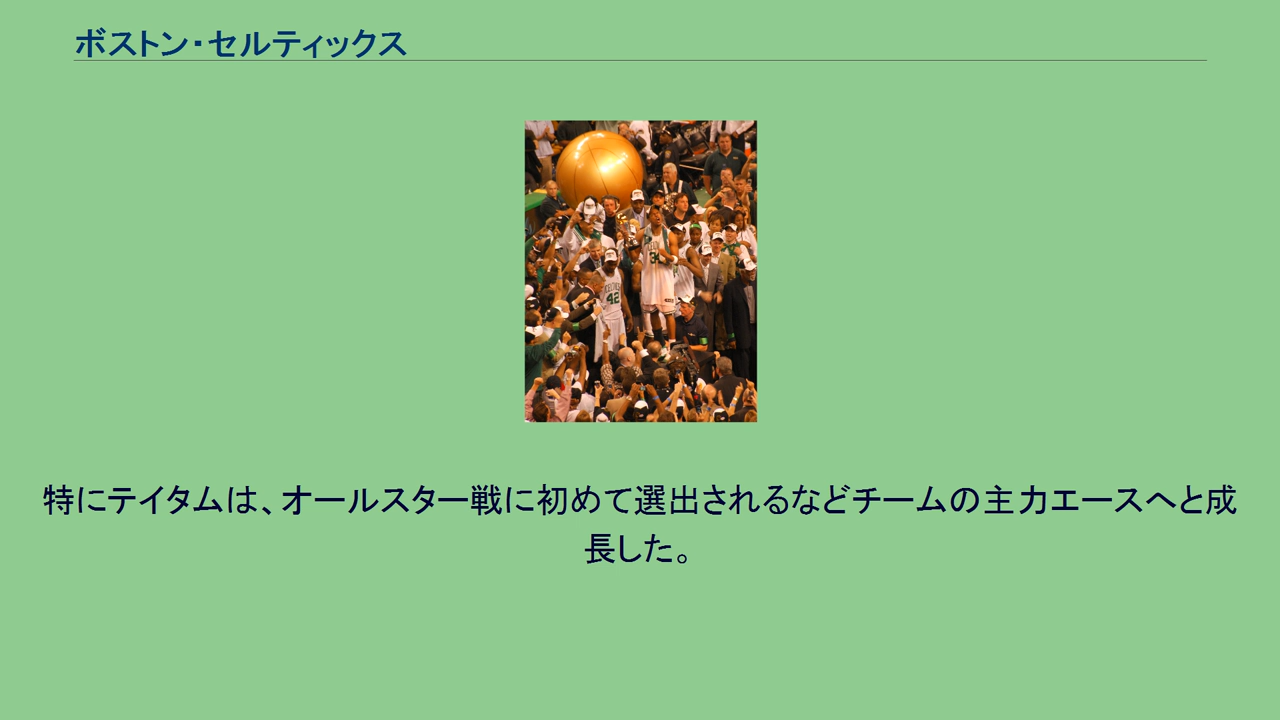 ボストン・セルティックス
42
特にテイタムは、オールスター戦に初めて選出されるなどチームの主力エースへと成
長した。